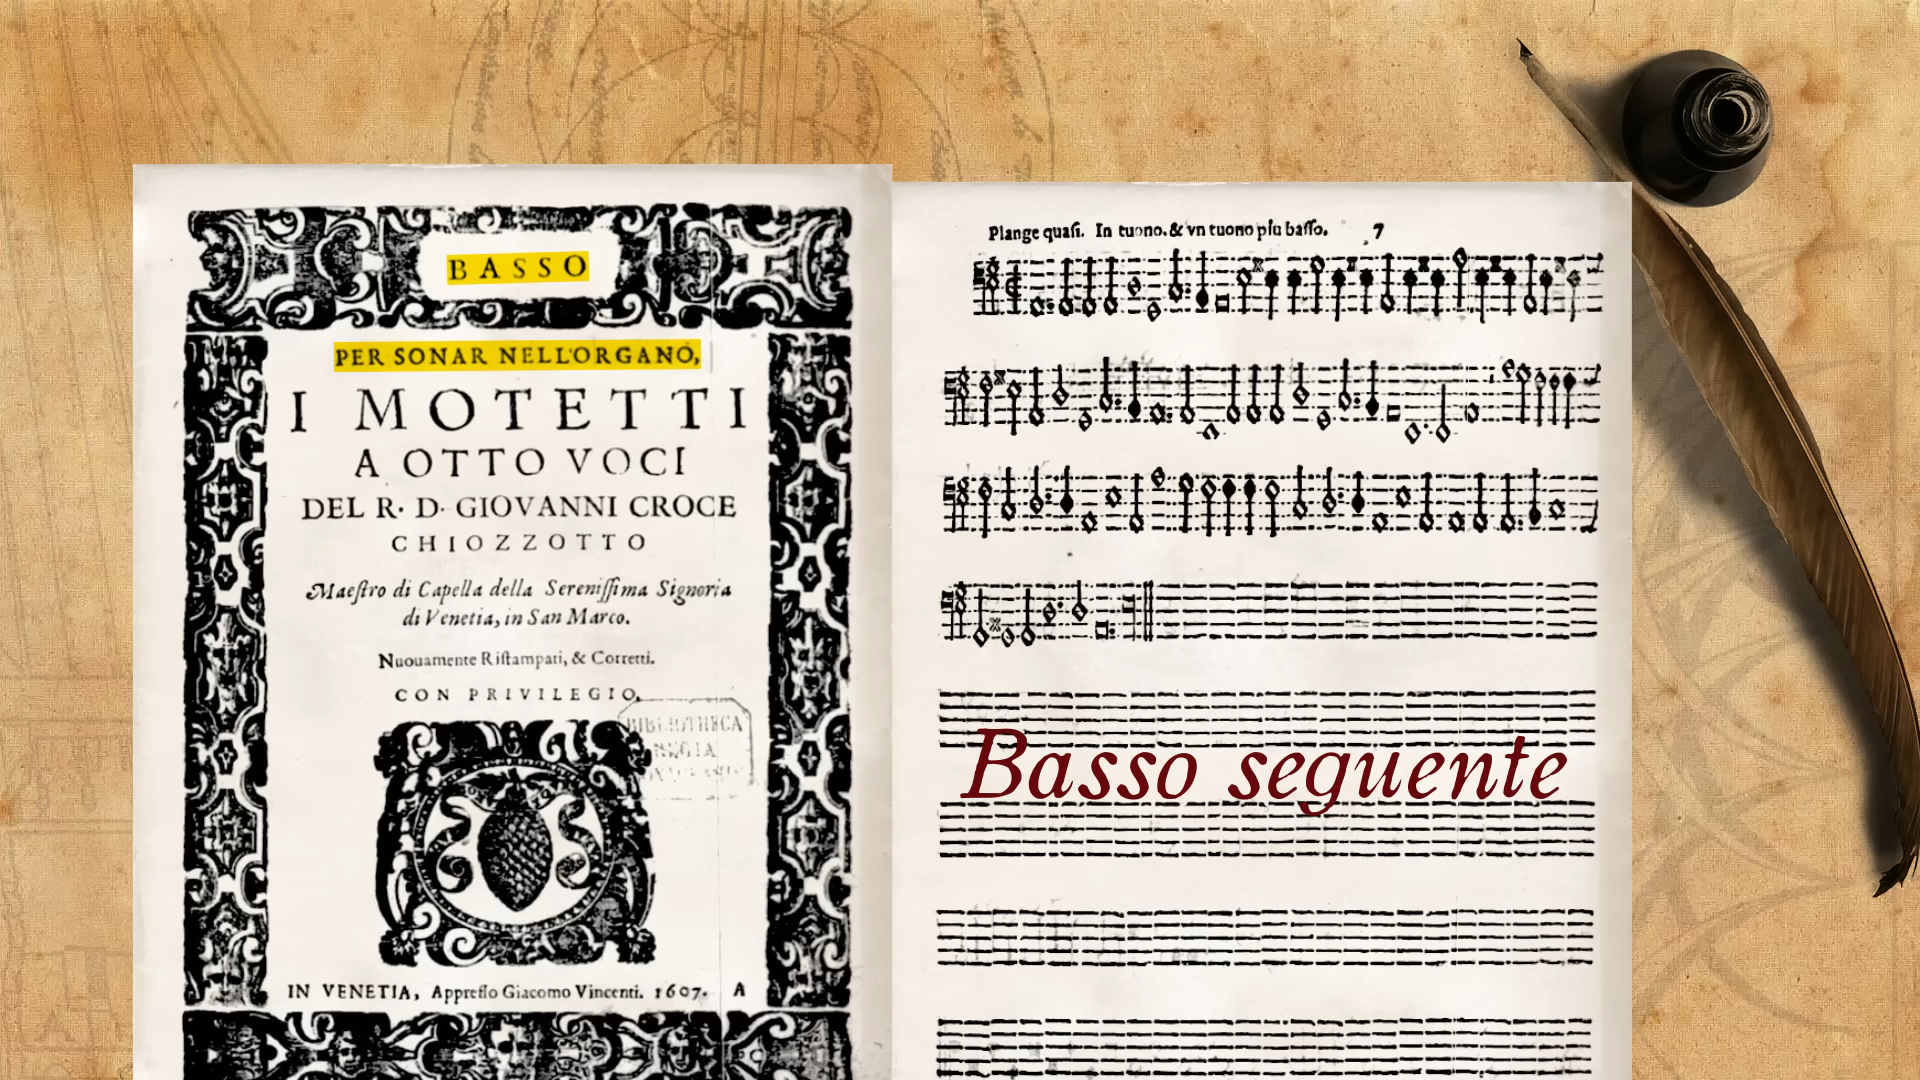 BASSO
PER SONAR NELL'ORGANO,
I MOTETTI
A OTTO VOCI
DEL R. D. GIOVANNI CROCE
CHIOZZOTTO
Maeſtro di Capella della Sereniſſima Signoria
di Venetia, in San Marco.
Nuouamente Riſtampati, & Corretti.
CON PRIVILEGIO.
BIBLIOTHECA
REGIA
IN VENETIA, Appreſſo Giacomo Vincenti. 1607. A
Plange quaſi. In tuono. & vn tuono piu baſſo. 7
Basso seguente